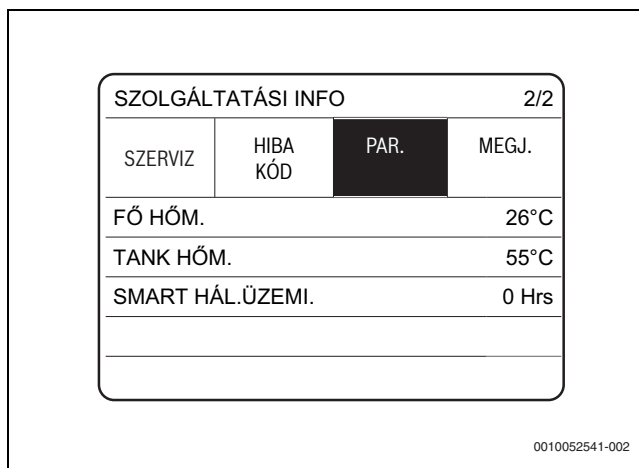 SZOLGÁLTATÁSI INFO 2/2
SZERVIZ HIBA KÓD PAR. MEGJ.
FŐ HŐM. 26°C
TANK HŐM. 55°C
SMART HÁL.ÜZEMI. 0 Hrs
0010052541-002